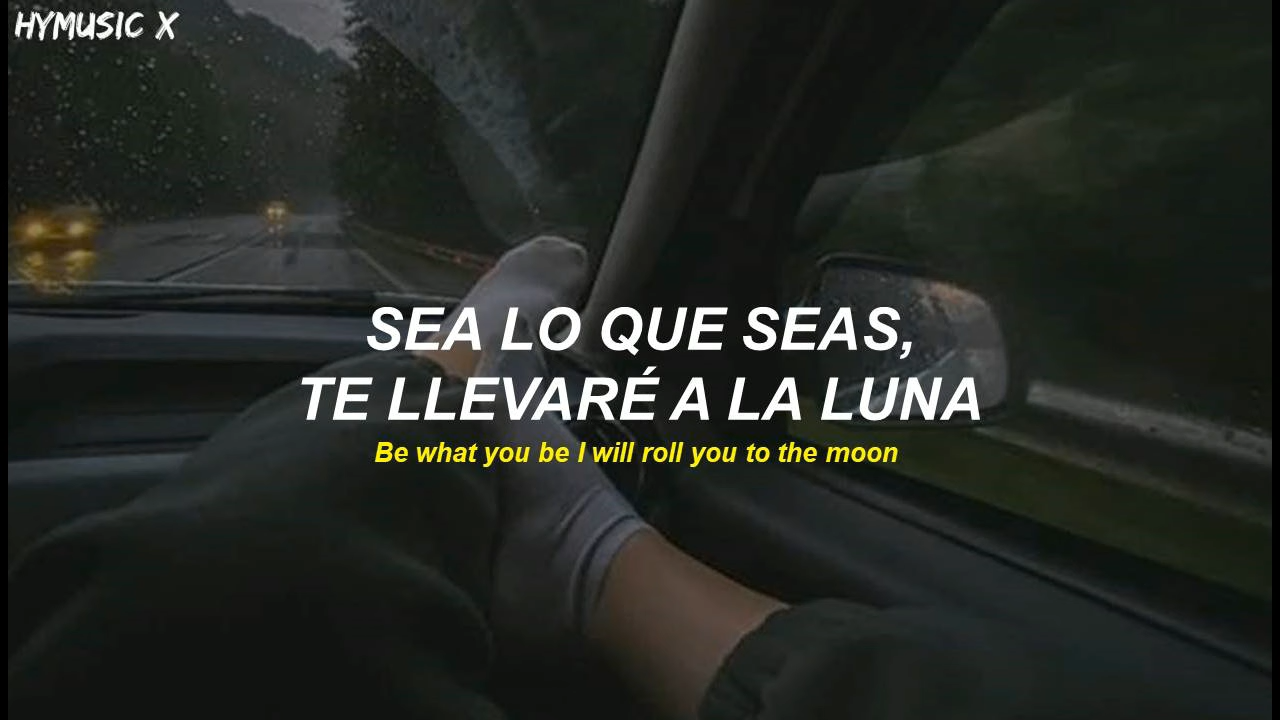 HYMUSIC X
SEA LO QUE SEAS,
TE LLEVARÉ A LA LUNA
Be what you be I will roll you to the moon